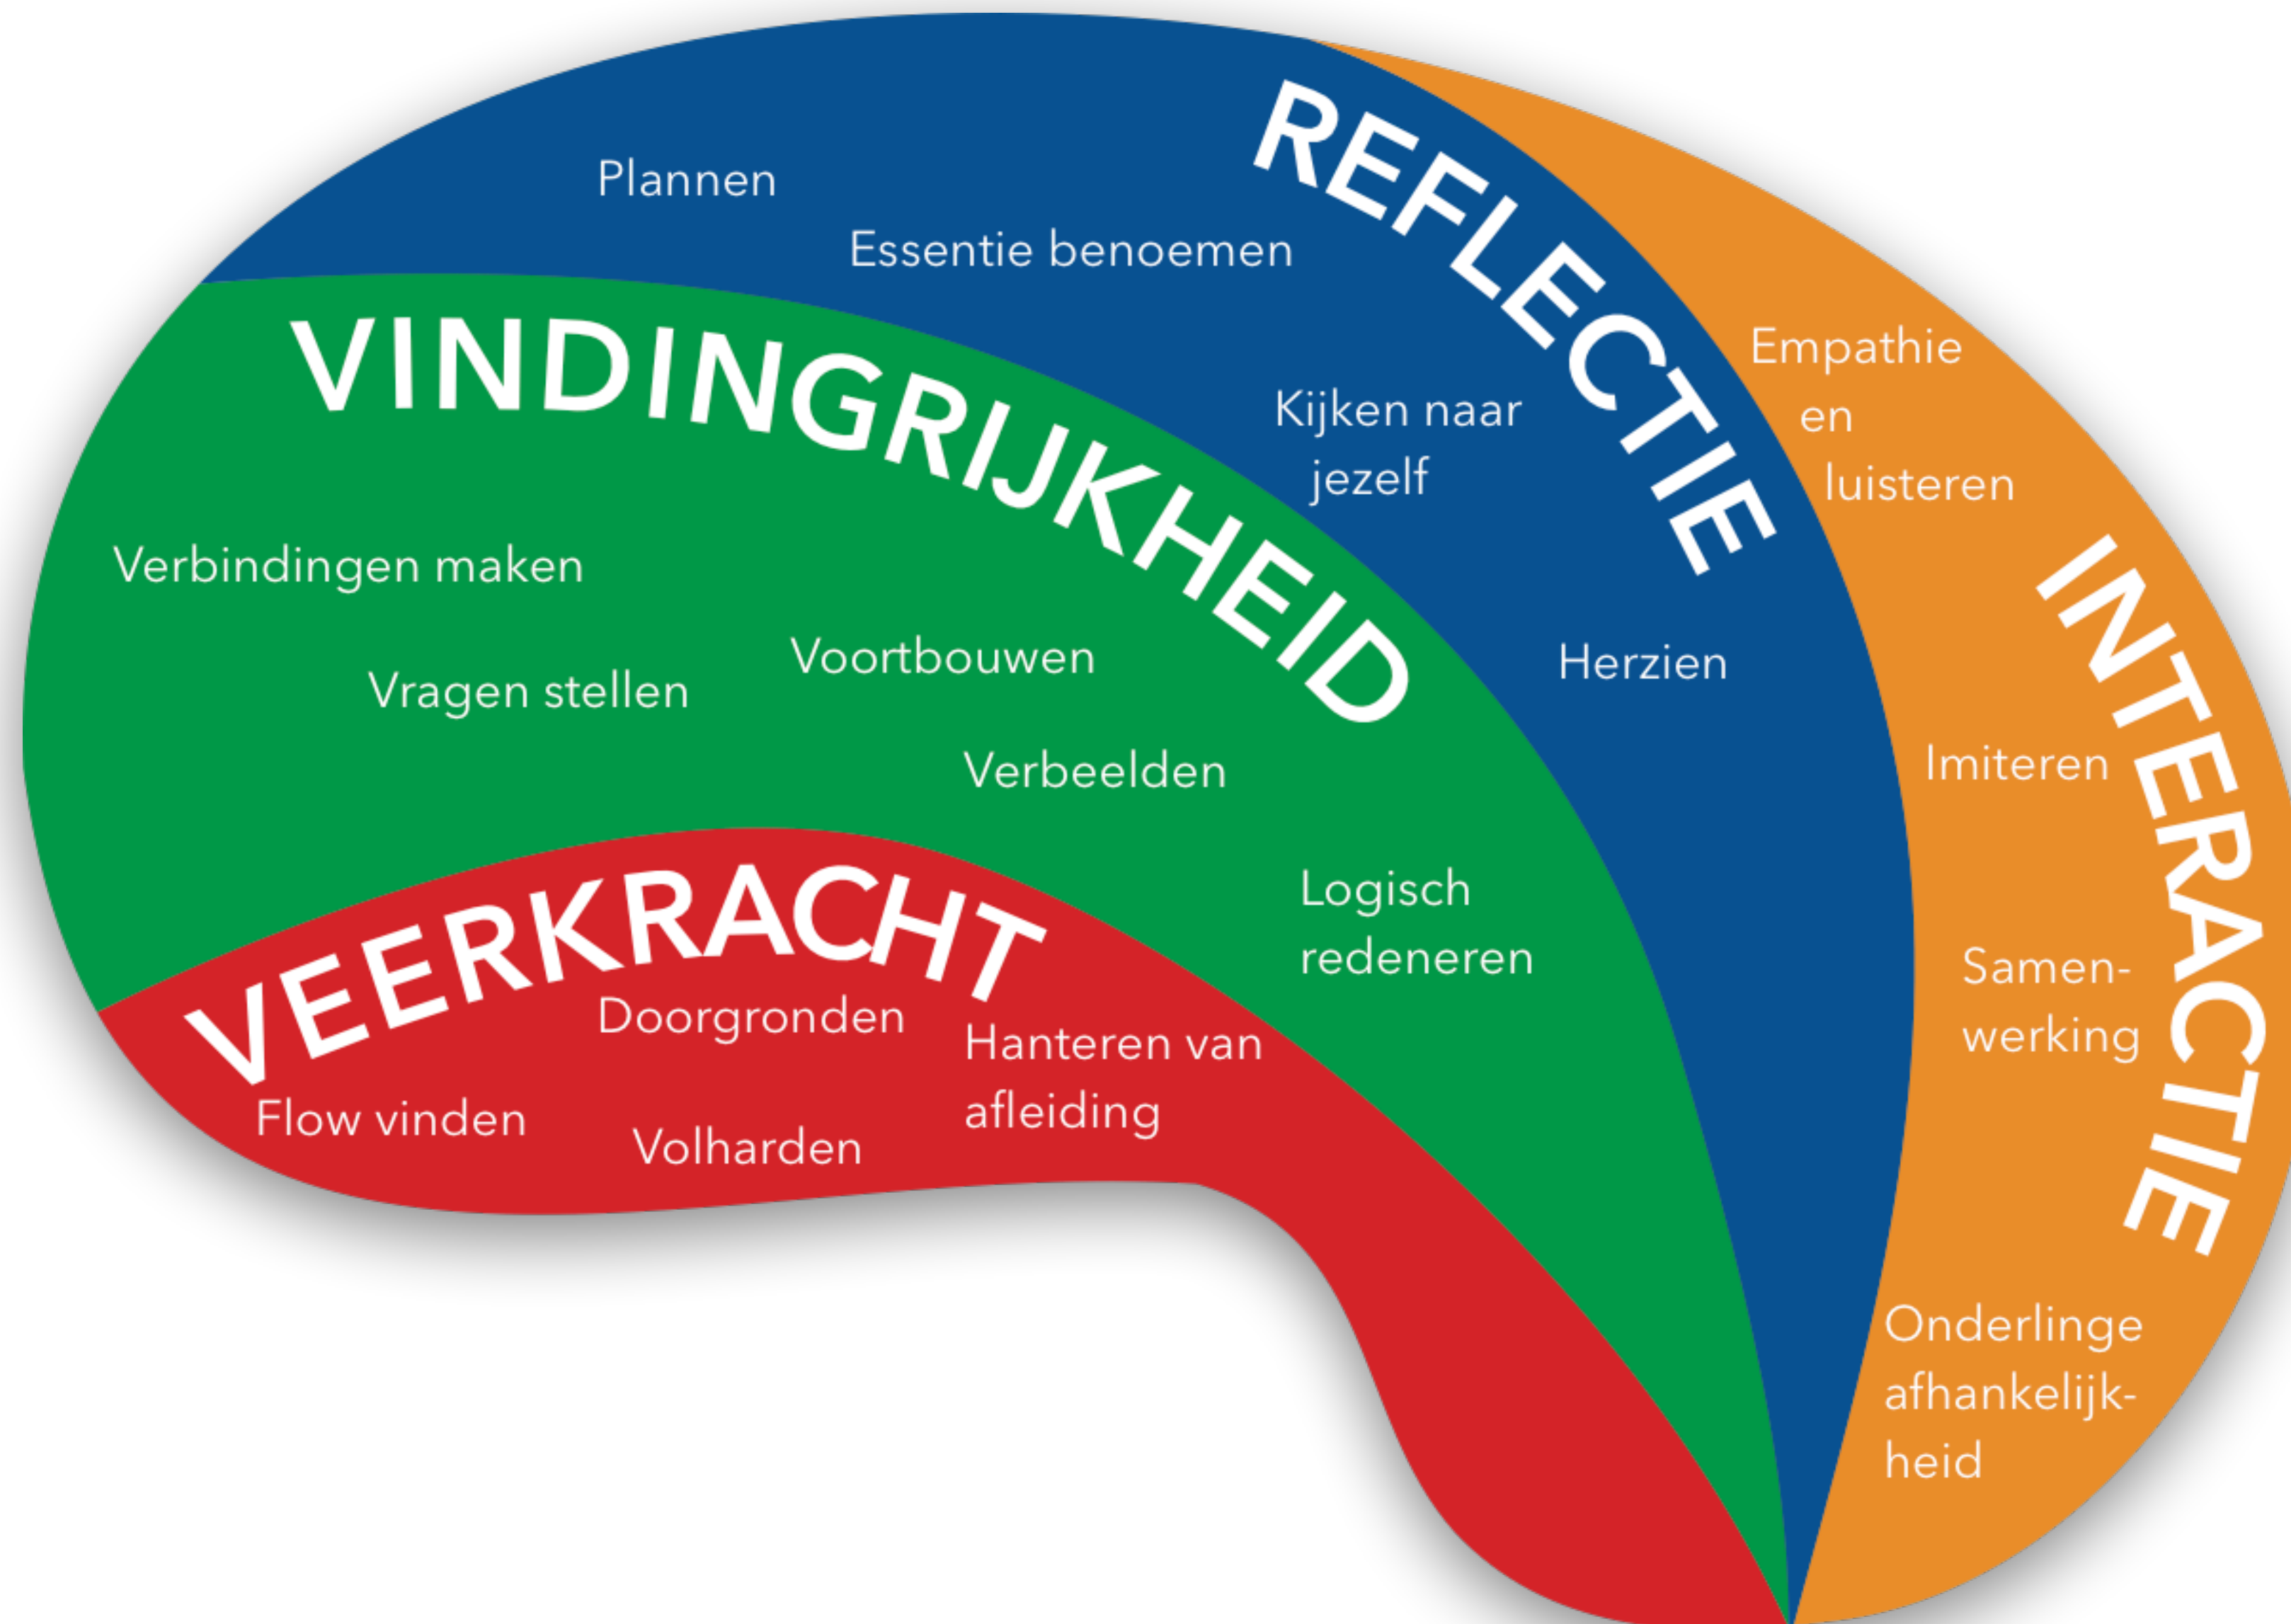 REFLECTIE
Plannen
Essentie benoemen
Kijken naar
jezelf
Herzien
VINDINGRIJKHEID
Verbindingen maken
Vragen stellen
Voortbouwen
Verbeelden
Logisch
redeneren
VEERKRACHT
Doorgronden
Hanteren van
afleiding
Flow vinden
Volharden
INTERACTIE
Empathie
en
luisteren
Imiteren
Samen-
werking
Onderlinge
afhankelijk-
heid